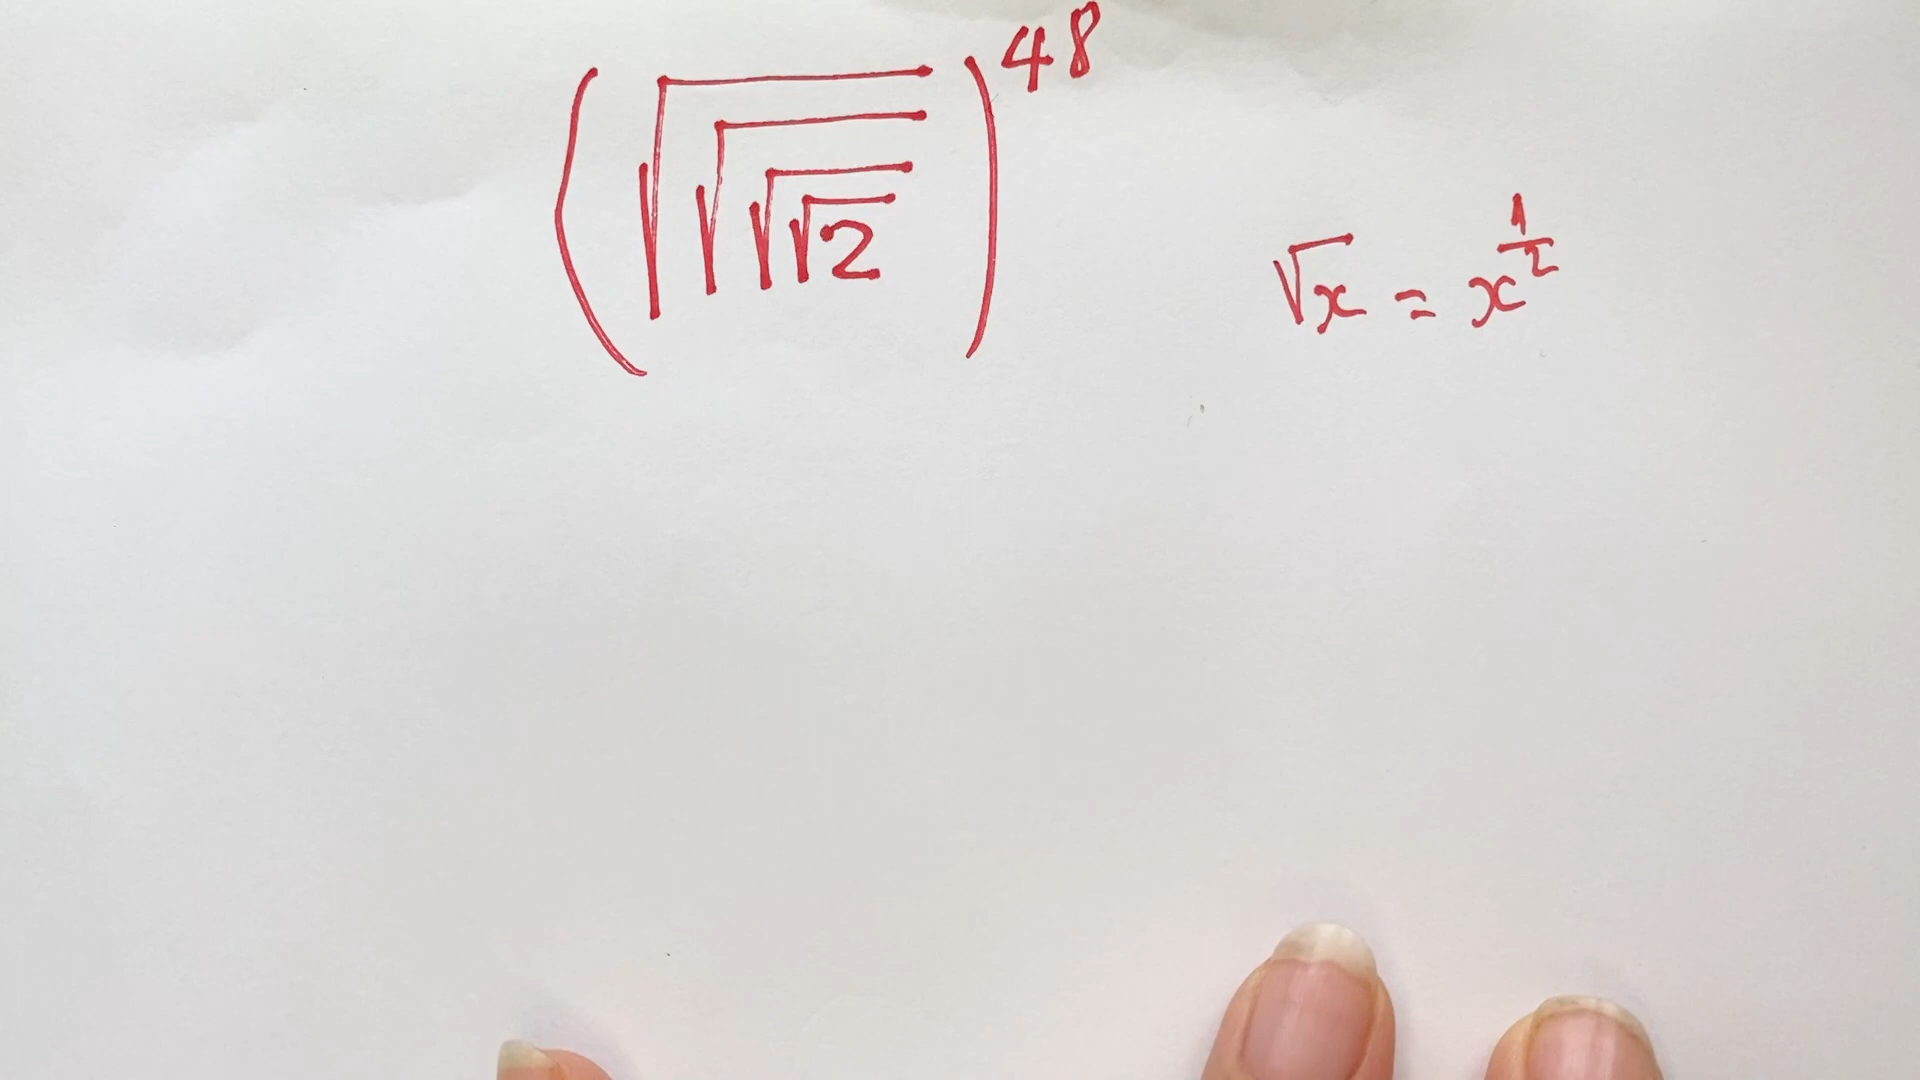 (√√√√2)^48
√x = x^1/2